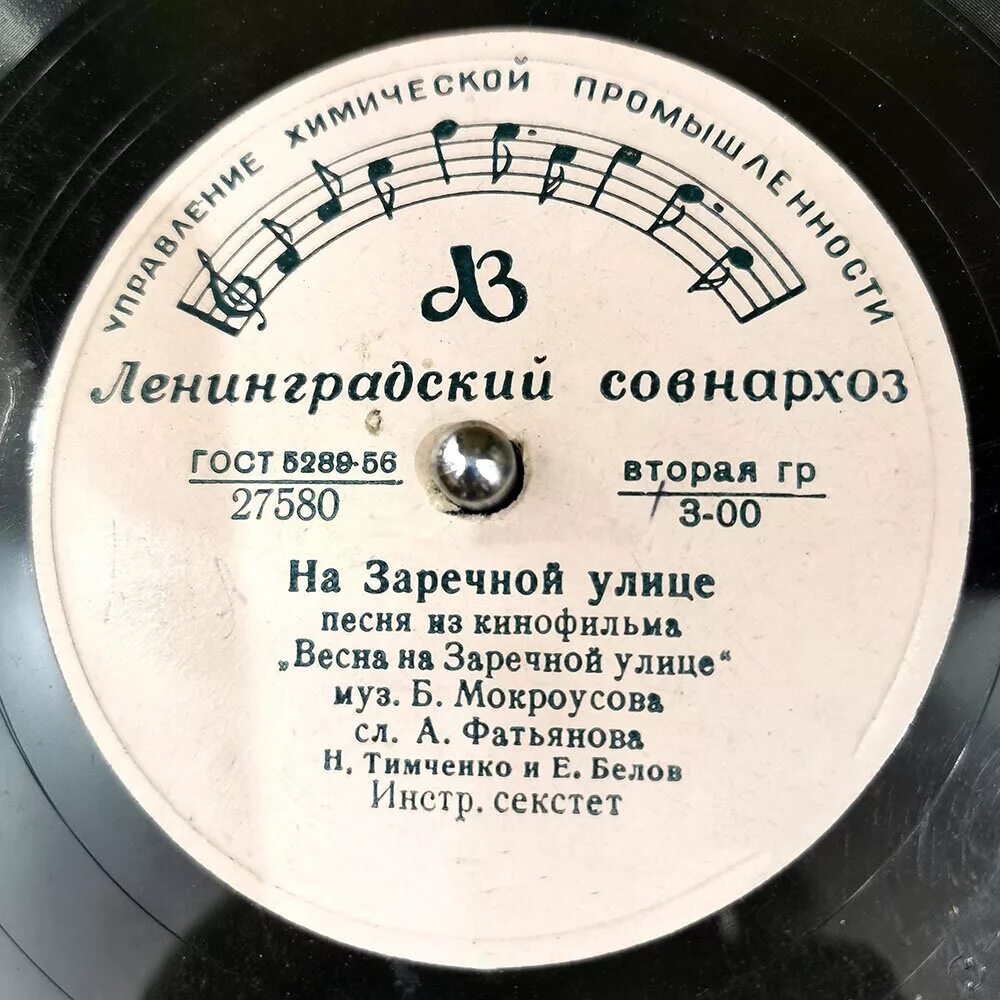 УПРАВЛЕНИЕ ХИМИЧЕСКОЙ ПРОМЫШЛЕННОСТИ
ЛЗ
Ленинградский совнархоз
ГОСТ 5289-56
27580
вторая гр
3-00
На Заречной улице
песня из кинофильма
„Весна на Заречной улице“
муз. Б. Мокроусова
сл. А. Фатьянова
Н. Тимченко и Е. Белов
Инстр. секстет